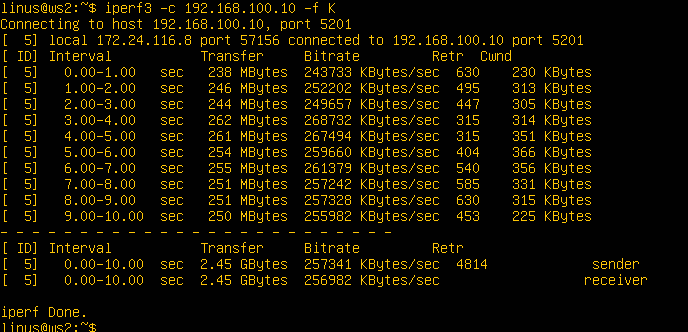 linus@ws2:~$ iperf3 -c 192.168.100.10 -f K
Connecting to host 192.168.100.10, port 5201
[  5] local 172.24.116.8 port 57156 connected to 192.168.100.10 port 5201
[ ID] Interval           Transfer     Bitrate         Retr  Cwnd
[  5]   0.00-1.00   sec   238 MBytes  243733 KBytes/sec  630    230 KBytes
[  5]   1.00-2.00   sec   246 MBytes  252202 KBytes/sec  495    313 KBytes
[  5]   2.00-3.00   sec   244 MBytes  249657 KBytes/sec  447    305 KBytes
[  5]   3.00-4.00   sec   262 MBytes  268732 KBytes/sec  315    314 KBytes
[  5]   4.00-5.00   sec   261 MBytes  267494 KBytes/sec  315    351 KBytes
[  5]   5.00-6.00   sec   254 MBytes  259660 KBytes/sec  404    366 KBytes
[  5]   6.00-7.00   sec   255 MBytes  261379 KBytes/sec  540    356 KBytes
[  5]   7.00-8.00   sec   251 MBytes  257242 KBytes/sec  585    331 KBytes
[  5]   8.00-9.00   sec   251 MBytes  257328 KBytes/sec  630    315 KBytes
[  5]   9.00-10.00  sec   250 MBytes  255982 KBytes/sec  453    225 KBytes
- - - - - - - - - - - - - - - - - - - - - - - - -
[ ID] Interval           Transfer     Bitrate         Retr
[  5]   0.00-10.00  sec  2.45 GBytes  257341 KBytes/sec  4814             sender
[  5]   0.00-10.00  sec  2.45 GBytes  256982 KBytes/sec                  receiver
iperf Done.
linus@ws2:~$